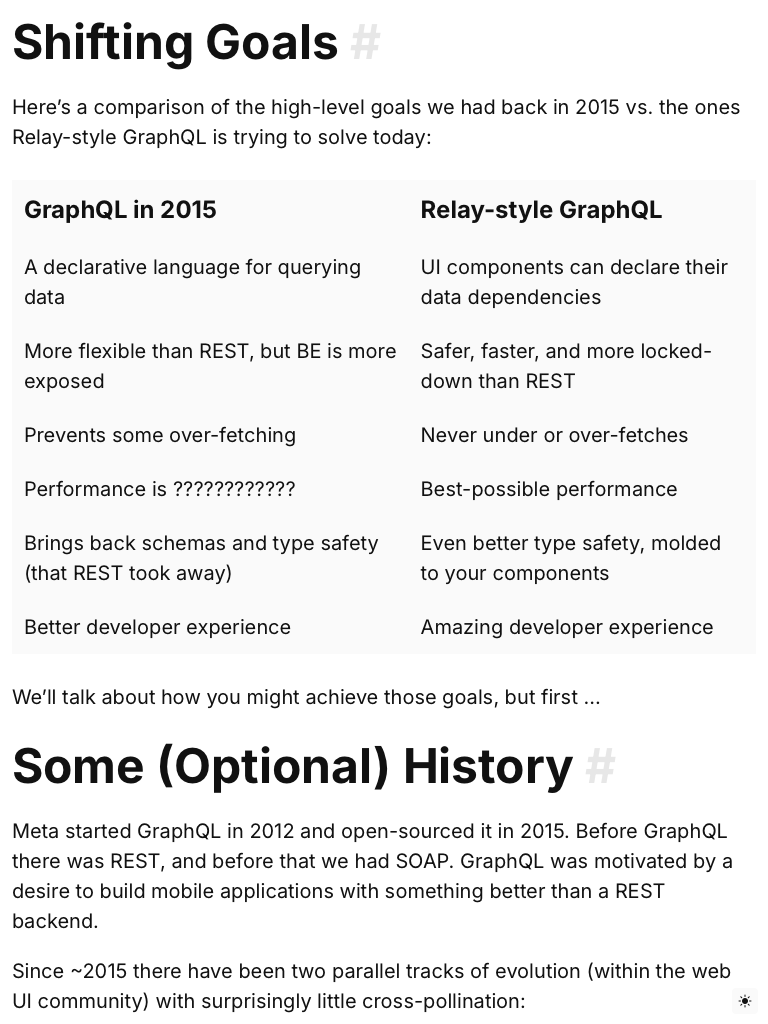 Shifting Goals #
Here’s a comparison of the high-level goals we had back in 2015 vs. the ones
Relay-style GraphQL is trying to solve today:
GraphQL in 2015
Relay-style GraphQL
A declarative language for querying
data
UI components can declare their
data dependencies
More flexible than REST, but BE is more
exposed
Safer, faster, and more locked-
down than REST
Prevents some over-fetching
Never under or over-fetches
Performance is ????????????
Best-possible performance
Brings back schemas and type safety
(that REST took away)
Even better type safety, molded
to your components
Better developer experience
Amazing developer experience
We’ll talk about how you might achieve those goals, but first ...
Some (Optional) History #
Meta started GraphQL in 2012 and open-sourced it in 2015. Before GraphQL
there was REST, and before that we had SOAP. GraphQL was motivated by a
desire to build mobile applications with something better than a REST
backend.
Since ~2015 there have been two parallel tracks of evolution (within the web
UI community) with surprisingly little cross-pollination: